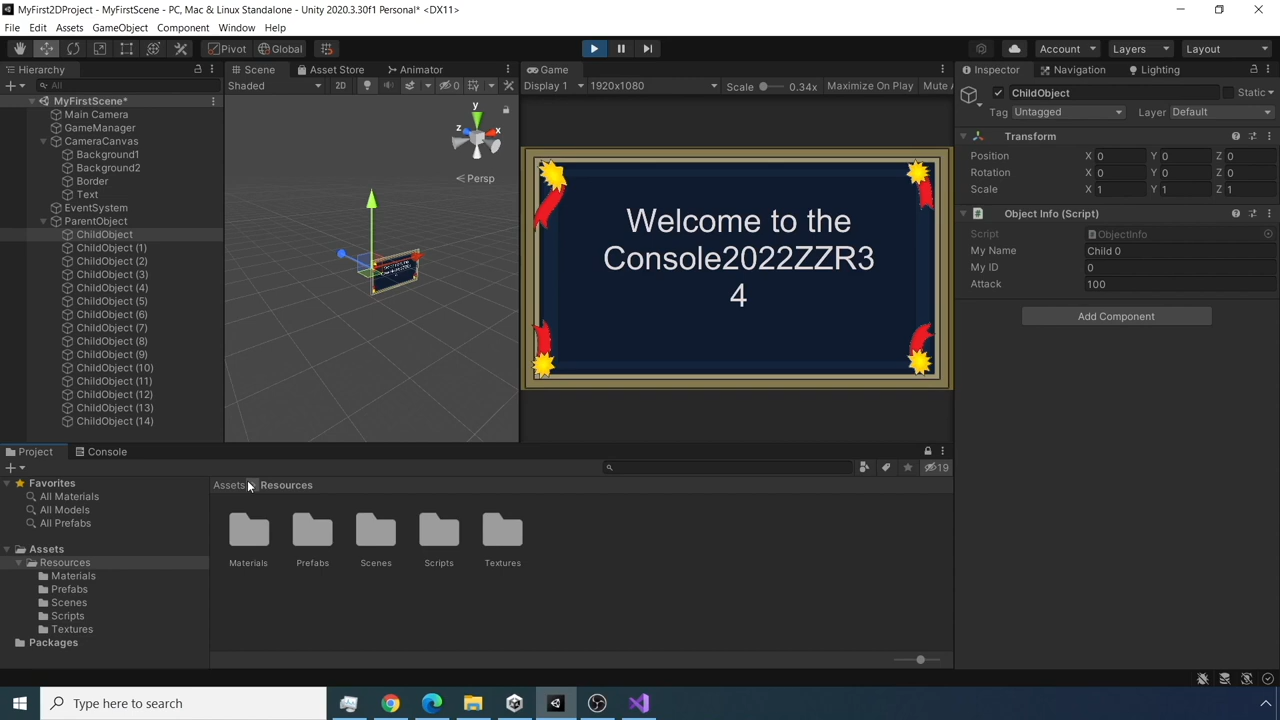 MyFirst2DProject - MyFirstScene - PC, Mac & Linux Standalone - Unity 2020.3.30f1 Personal* <DX11>
File Edit Assets GameObject Component Window Help
Pivot Global Account Layers Layout
Hierarchy
All
MyFirstScene*
Main Camera
GameManager
CameraCanvas
Background1
Background2
Border
Text
EventSystem
ParentObject
ChildObject
ChildObject (1)
ChildObject (2)
ChildObject (3)
ChildObject (4)
ChildObject (5)
ChildObject (6)
ChildObject (7)
ChildObject (8)
ChildObject (9)
ChildObject (10)
ChildObject (11)
ChildObject (12)
ChildObject (13)
ChildObject (14)
Scene Asset Store Animator
Shaded 2D 0
y
z x
Persp
Game
Display 1 1920x1080 Scale 0.34x Maximize On Play Mute
Welcome to the
Console2022ZZR3
4
Inspector Navigation Lighting
ChildObject Static
Tag Untagged Layer Default
Transform
Position X 0 Y 0 Z 0
Rotation X 0 Y 0 Z 0
Scale X 1 Y 1 Z 1
Object Info (Script)
Script ObjectInfo
My Name Child 0
My ID 0
Attack 100
Add Component
Project Console
19
Favorites
All Materials
All Models
All Prefabs
Assets
Resources
Materials
Prefabs
Scenes
Scripts
Textures
Packages
Assets Resources
Materials Prefabs Scenes Scripts Textures
Type here to search